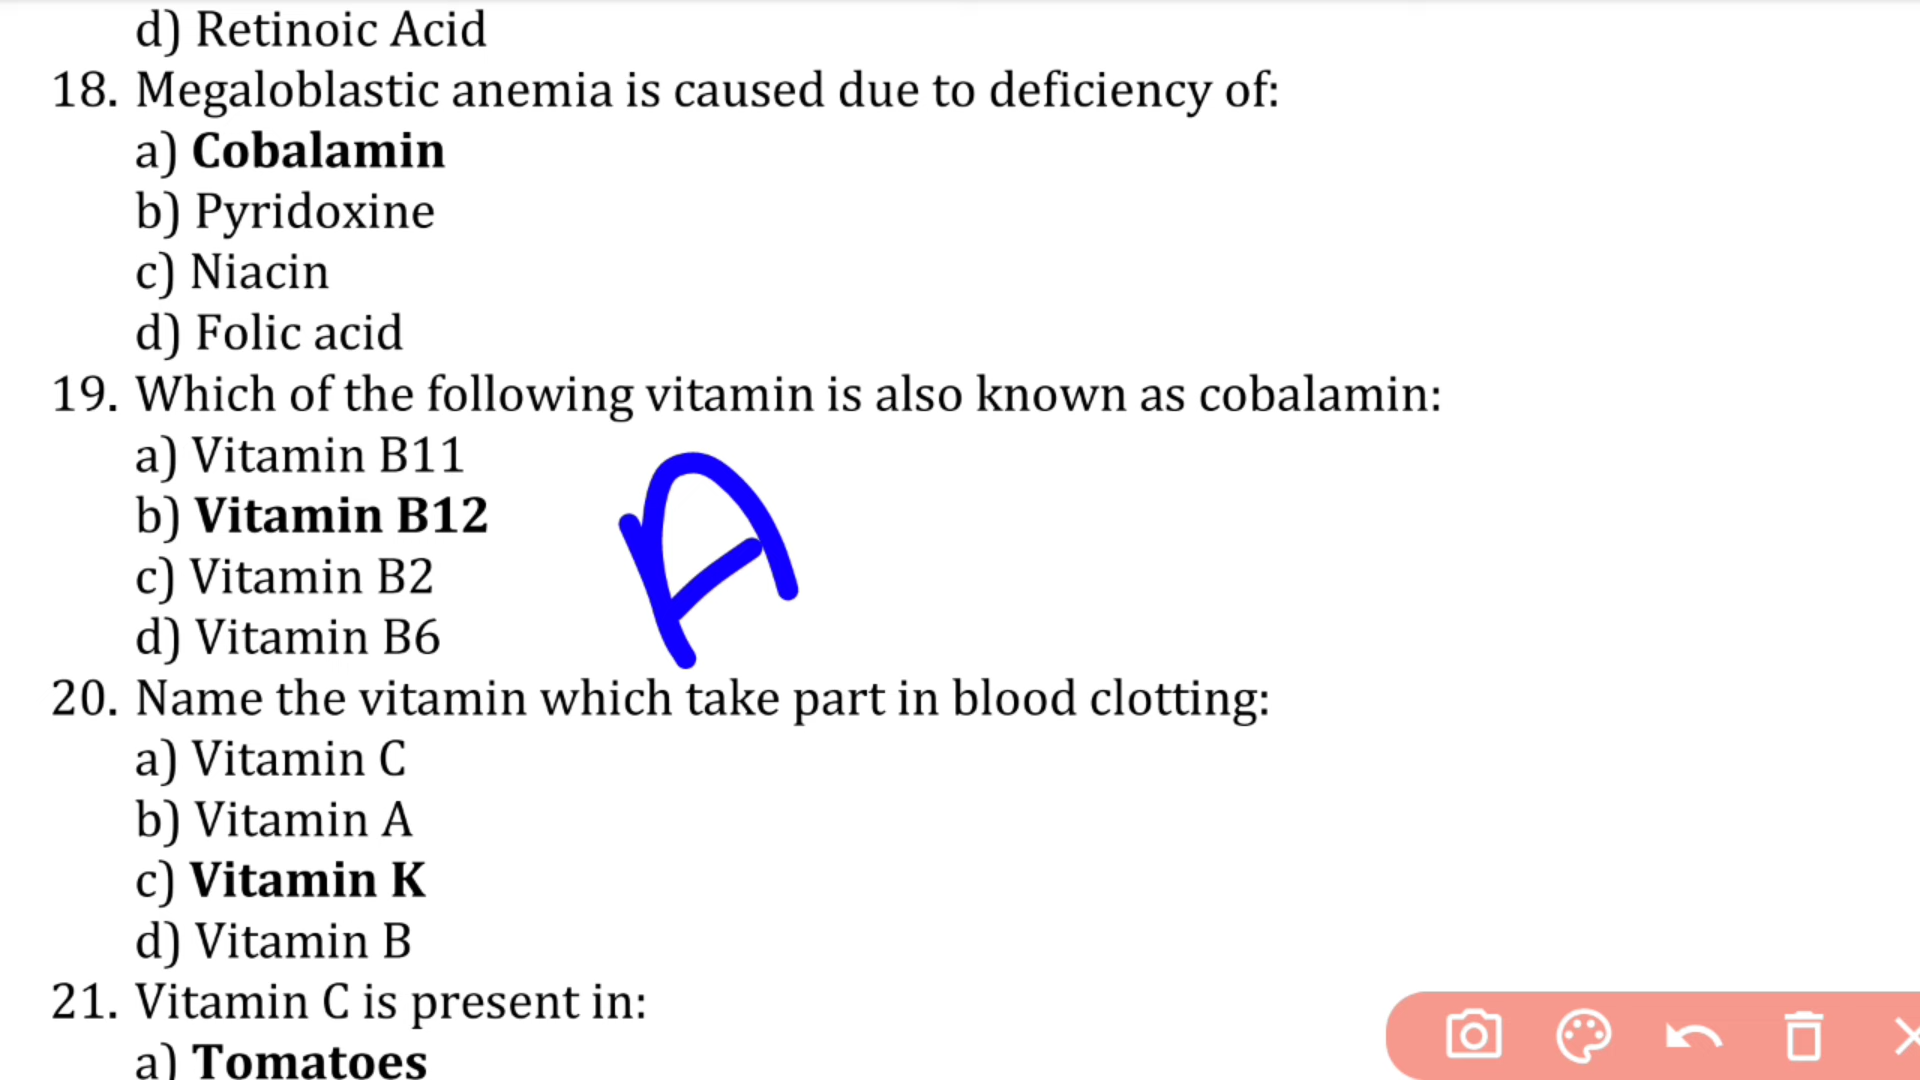 d) Retinoic Acid
18. Megaloblastic anemia is caused due to deficiency of:
a) Cobalamin
b) Pyridoxine
c) Niacin
d) Folic acid
19. Which of the following vitamin is also known as cobalamin:
a) Vitamin B11
b) Vitamin B12
c) Vitamin B2
d) Vitamin B6
A
20. Name the vitamin which take part in blood clotting:
a) Vitamin C
b) Vitamin A
c) Vitamin K
d) Vitamin B
21. Vitamin C is present in:
a) Tomatoes